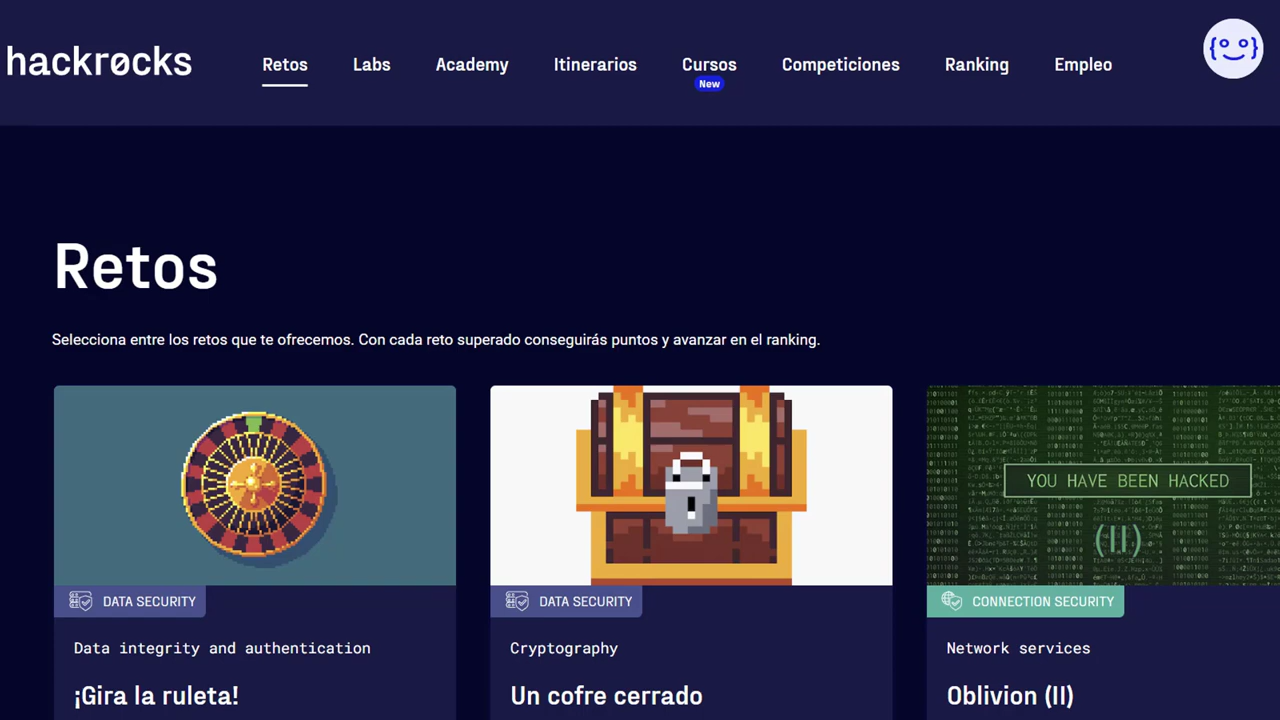 hackrøcks
Retos
Labs
Academy
Itinerarios
Cursos
New
Competiciones
Ranking
Empleo
Retos
Selecciona entre los retos que te ofrecemos. Con cada reto superado conseguirás puntos y avanzar en el ranking.
YOU HAVE BEEN HACKED
(II)
DATA SECURITY
DATA SECURITY
CONNECTION SECURITY
Data integrity and authentication
Cryptography
Network services
¡Gira la ruleta!
Un cofre cerrado
Oblivion (II)